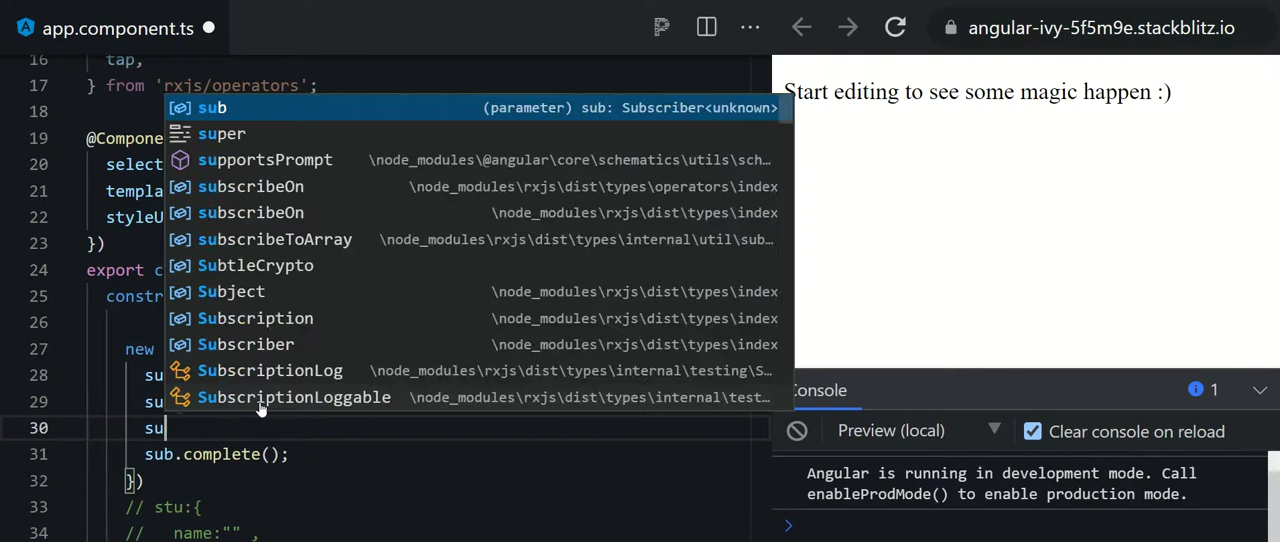 app.component.ts
angular-ivy-5f5m9e.stackblitz.io
16 tap,
17 } from 'rxjs/operators';
18
19 @Compone
20 select
21 templa
22 styleU
23 })
24 export c
25 constr
26
27 new
28 su
29 su
30 su
31 sub.complete();
32 })
33 // stu:{
34 // name:"" ,
sub (parameter) sub: Subscriber<unknown>
super
supportsPrompt \node_modules\@angular\core\schematics\utils\sch…
subscribeOn \node_modules\rxjs\dist\types\operators\index
subscribeOn \node_modules\rxjs\dist\types\index
subscribeToArray \node_modules\rxjs\dist\types\internal\util\sub…
SubtleCrypto
Subject \node_modules\rxjs\dist\types\index
Subscription \node_modules\rxjs\dist\types\index
Subscriber \node_modules\rxjs\dist\types\index
SubscriptionLog \node_modules\rxjs\dist\types\internal\testing\S…
SubscriptionLoggable \node_modules\rxjs\dist\types\internal\test…
Start editing to see some magic happen :)
Console 1
Preview (local) Clear console on reload
Angular is running in development mode. Call
enableProdMode() to enable production mode.